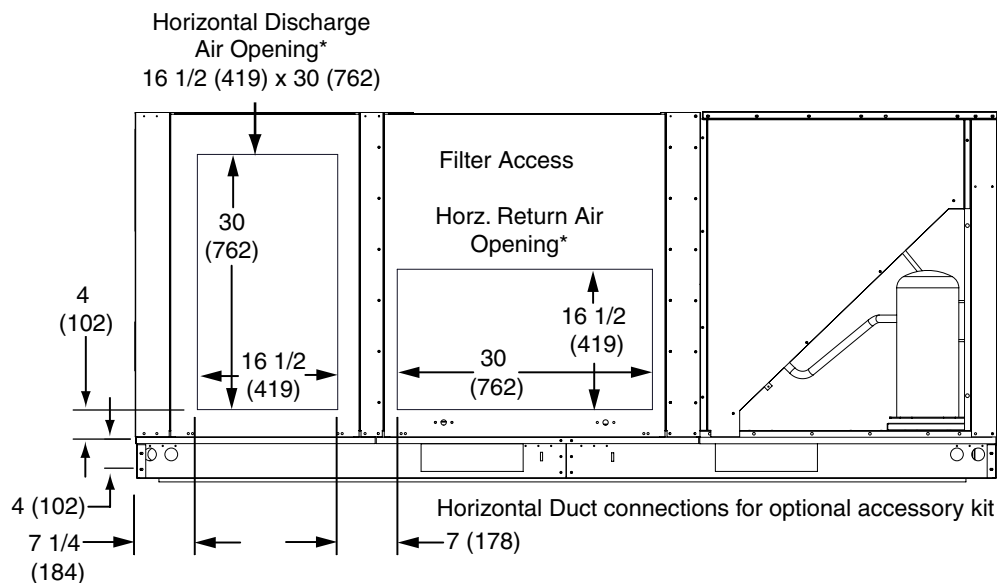 Horizontal Discharge
Air Opening*
16 1/2 (419) x 30 (762)
Filter Access
Horz. Return Air
Opening*
30
(762)
4
(102)
16 1/2
(419)
16 1/2
(419)
30
(762)
4 (102)
Horizontal Duct connections for optional accessory kit
7 1/4
(184)
7 (178)